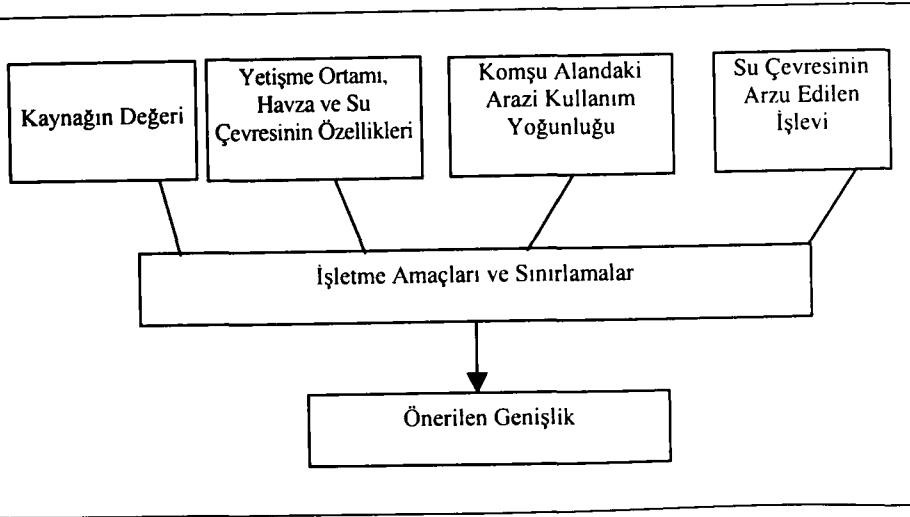 Kaynağın Değeri
Yetişme Ortamı,
Havza ve Su
Çevresinin Özellikleri
Komşu Alandaki
Arazi Kullanım
Yoğunluğu
Su Çevresinin
Arzu Edilen
İşlevi
İşletme Amaçları ve Sınırlamalar
Önerilen Genişlik